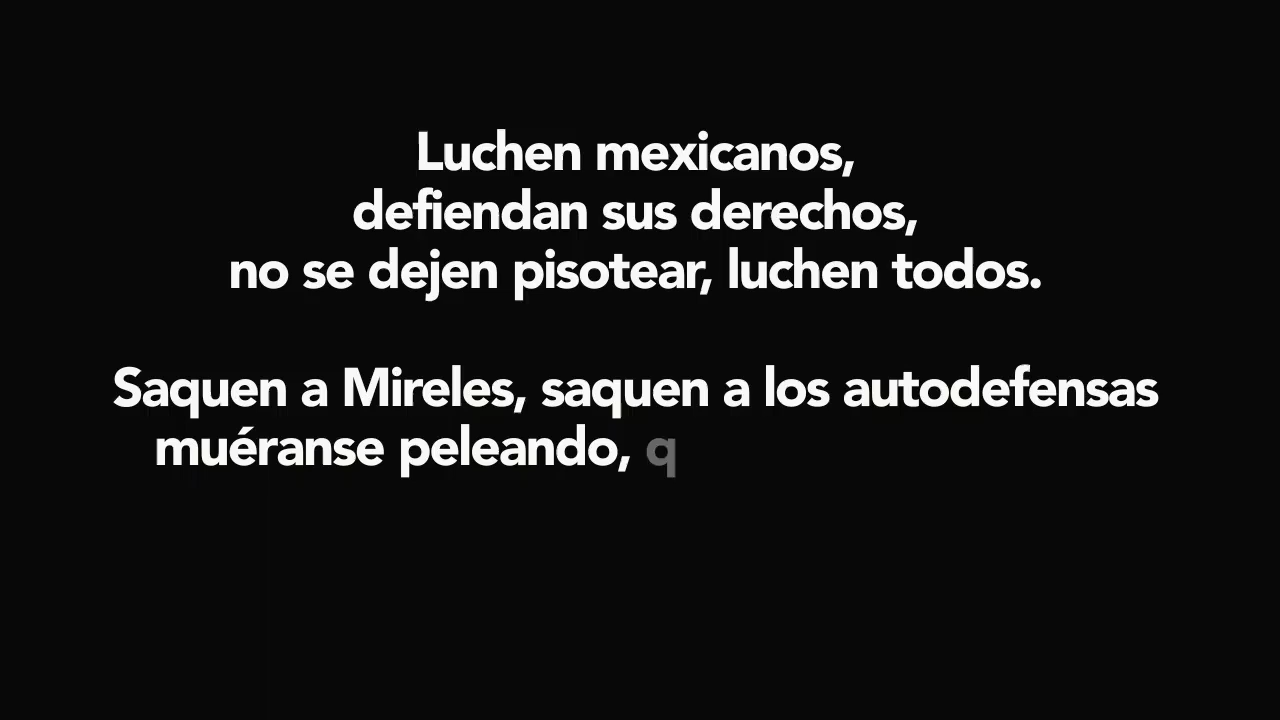 Luchen mexicanos,
defiendan sus derechos,
no se dejen pisotear, luchen todos.
Saquen a Mireles, saquen a los autodefensas
muéranse peleando, q